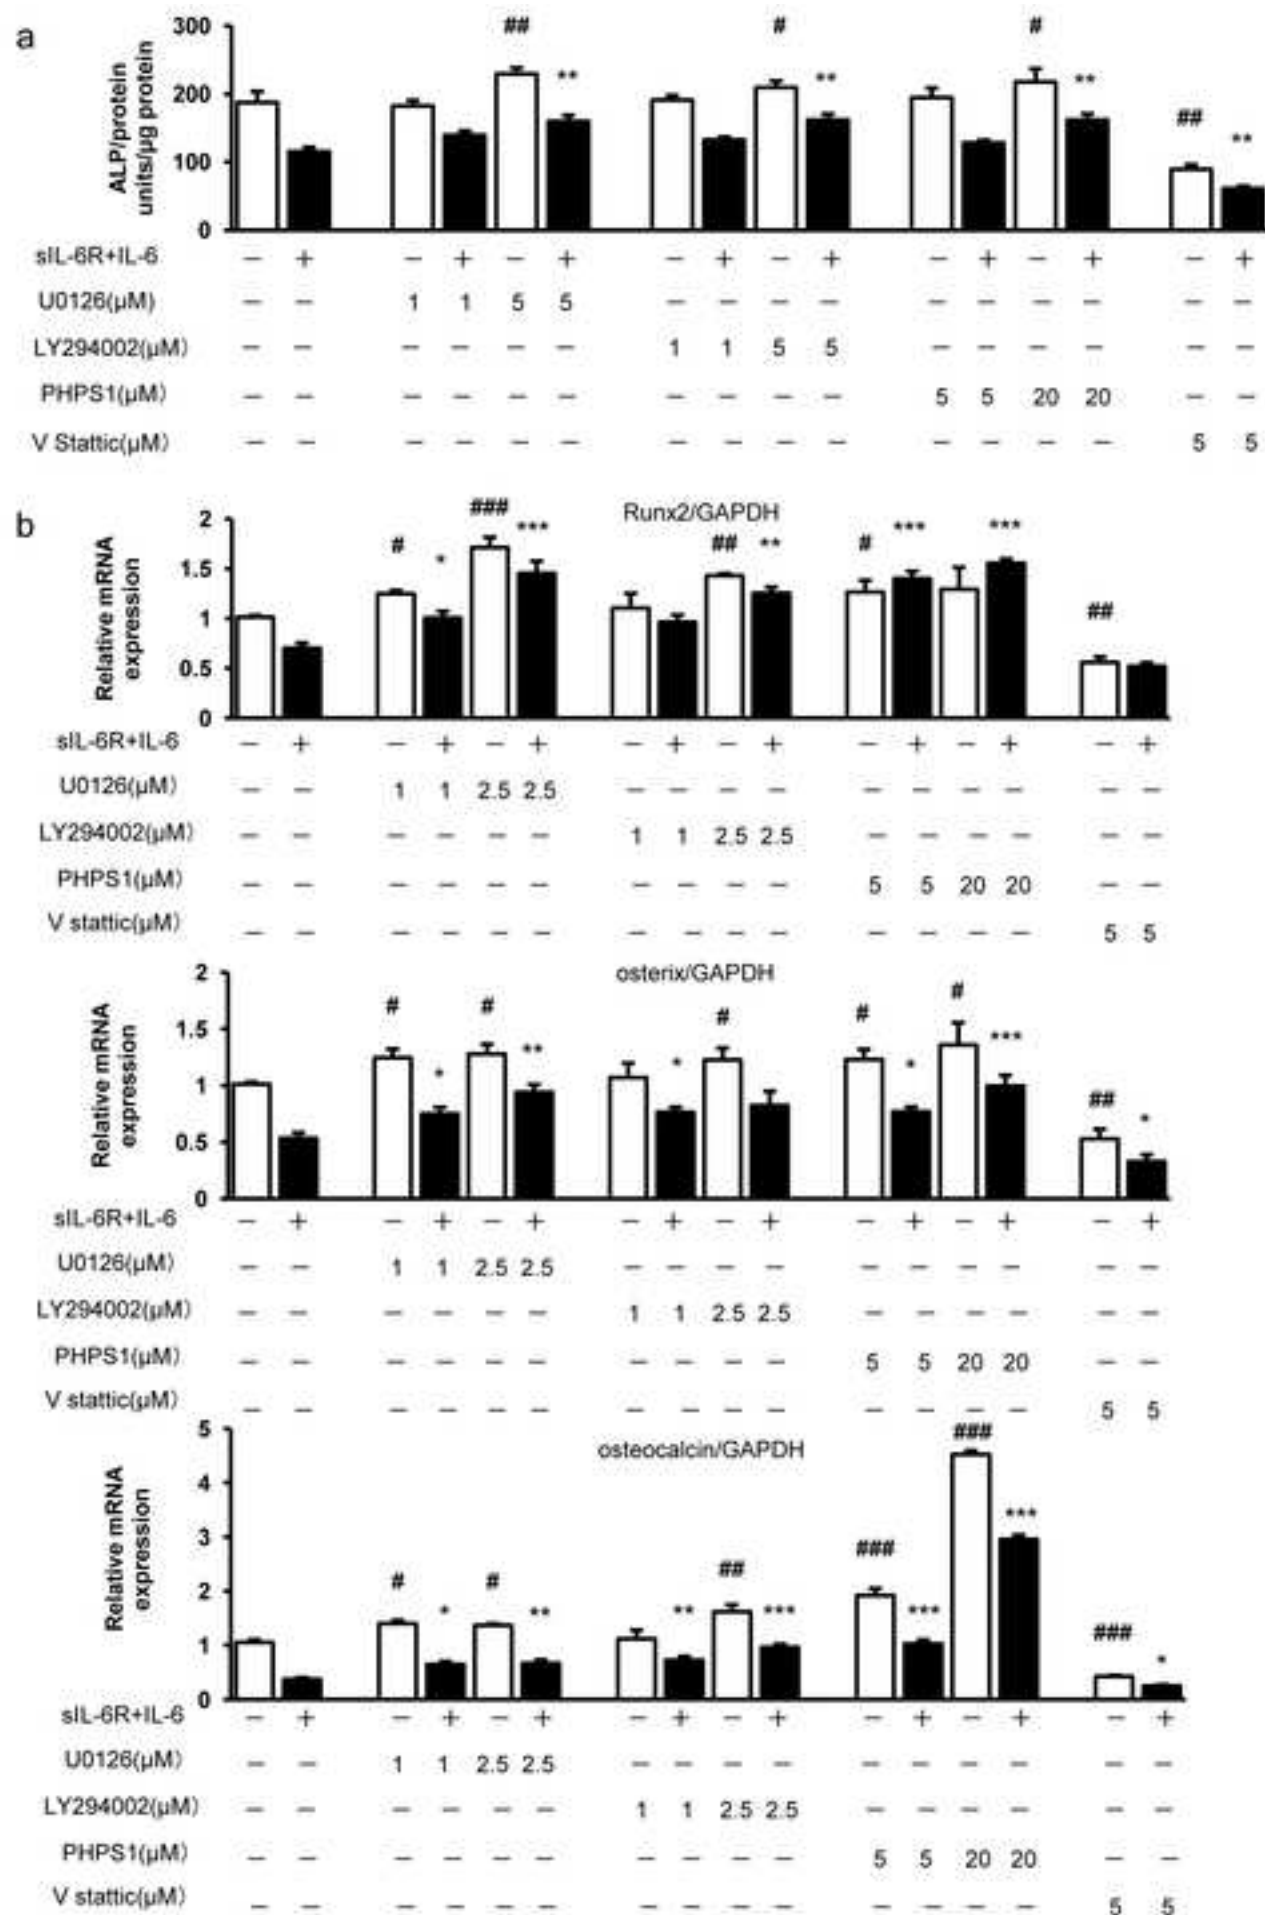 a
ALP/protein
units/µg protein
300
200
100
0
## ** # ** # ** ## **
sIL-6R+IL-6 — + — + — + — + — + — + — + — +
U0126(µM) — — 1 1 5 5 — — — — — — — — — —
LY294002(µM) — — — — — — 1 1 5 5 — — — — — —
PHPS1(µM) — — — — — — — — — — 5 5 20 20 — —
V Stattic(µM) — — — — — — — — — — — — — — 5 5
b
Runx2/GAPDH
Relative mRNA
expression
2
1.5
1
0.5
0
# * ### *** ## ** # *** *** ##
sIL-6R+IL-6 — + — + — + — + — + — + — + — +
U0126(µM) — — 1 1 2.5 2.5 — — — — — — — — — —
LY294002(µM) — — — — — — 1 1 2.5 2.5 — — — — — —
PHPS1(µM) — — — — — — — — — — 5 5 20 20 — —
V stattic(µM) — — — — — — — — — — — — — — 5 5
osterix/GAPDH
Relative mRNA
expression
2
1.5
1
0.5
0
# * # ** * # # * # *** ## *
sIL-6R+IL-6 — + — + — + — + — + — + — + — +
U0126(µM) — — 1 1 2.5 2.5 — — — — — — — — — —
LY294002(µM) — — — — — — 1 1 2.5 2.5 — — — — — —
PHPS1(µM) — — — — — — — — — — 5 5 20 20 — —
V stattic(µM) — — — — — — — — — — — — — — 5 5
osteocalcin/GAPDH
Relative mRNA
expression
5
4
3
2
1
0
# * # ** ** ## *** ### *** ### *** ### *
sIL-6R+IL-6 — + — + — + — + — + — + — + — +
U0126(µM) — — 1 1 2.5 2.5 — — — — — — — — — —
LY294002(µM) — — — — — — 1 1 2.5 2.5 — — — — — —
PHPS1(µM) — — — — — — — — — — 5 5 20 20 — —
V stattic(µM) — — — — — — — — — — — — — — 5 5